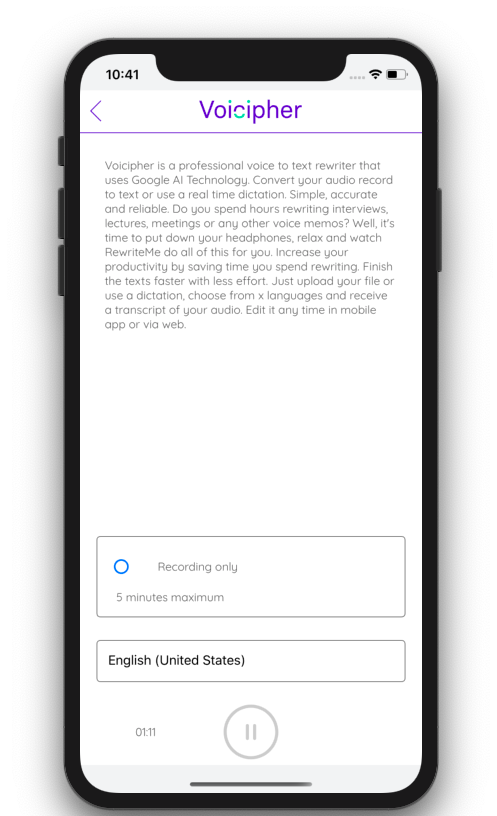 10:41
Voicipher
Voicipher is a professional voice to text rewriter that
uses Google AI Technology. Convert your audio record
to text or use a real time dictation. Simple, accurate
and reliable. Do you spend hours rewriting interviews,
lectures, meetings or any other voice memos? Well, it's
time to put down your headphones, relax and watch
RewriteMe do all of this for you. Increase your
productivity by saving time you spend rewriting. Finish
the texts faster with less effort. Just upload your file or
use a dictation, choose from x languages and receive
a transcript of your audio. Edit it any time in mobile
app or via web.
Recording only
5 minutes maximum
English (United States)
01:11